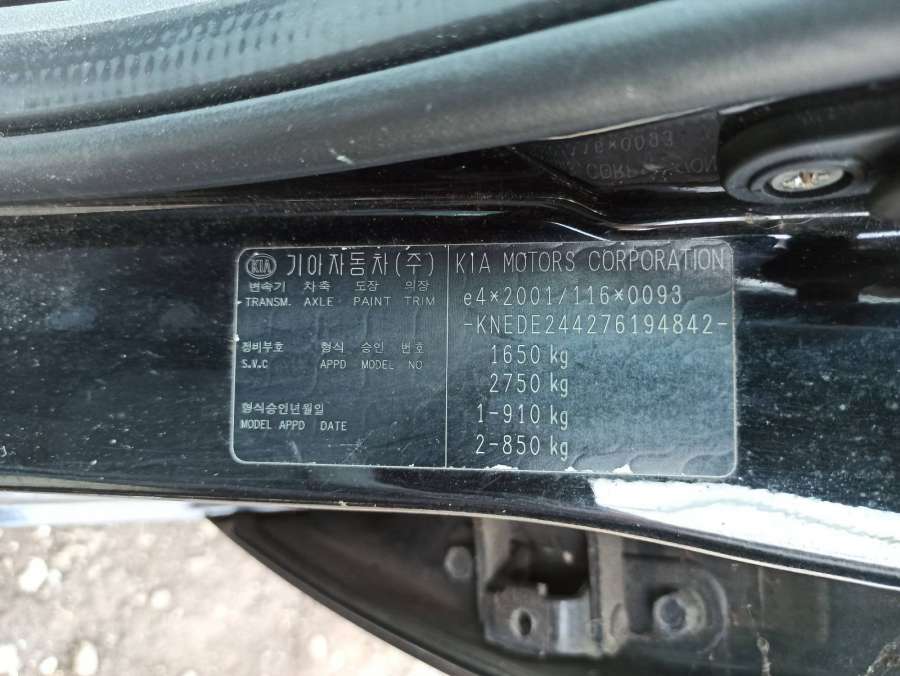 KIA 기아자동차(주)
변속기 차축 도장 의장
TRANSM. AXLE PAINT TRIM
정비부호 형식 승인 번호
S.V.C APPD MODEL NO
형식승인년월일
MODEL APPD DATE
KIA MOTORS CORPORATION
e4*2001/116*0093
-KNEDE244276194842-
1650 kg
2750 kg
1-910 kg
2-850 kg